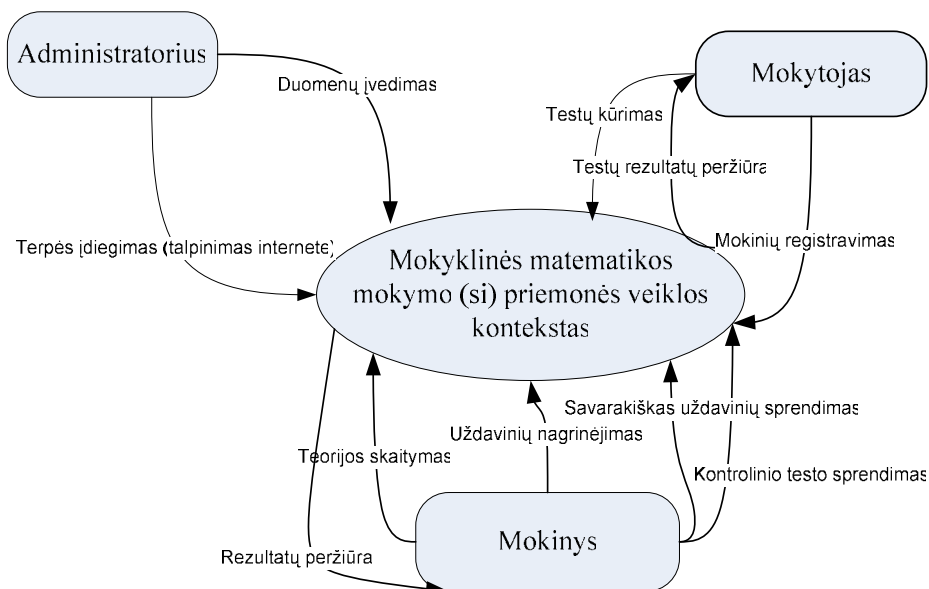 Administratorius
Mokytojas
Duomenų įvedimas
Testų kūrimas
Testų rezultatų peržiūra
Terpės įdiegimas (talpinimas internete)
Mokinių registravimas
Mokyklinės matematikos
mokymo (si) priemonės veiklos
kontekstas
Savarakiškas uždavinių sprendimas
Uždavinių nagrinėjimas
Teorijos skaitymas
Kontrolinio testo sprendimas
Mokinys
Rezultatų peržiūra